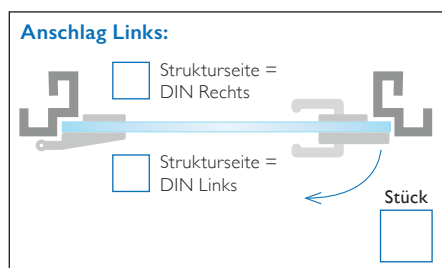 Anschlag Links:
Strukturseite =
DIN Rechts
Strukturseite =
DIN Links
Stück